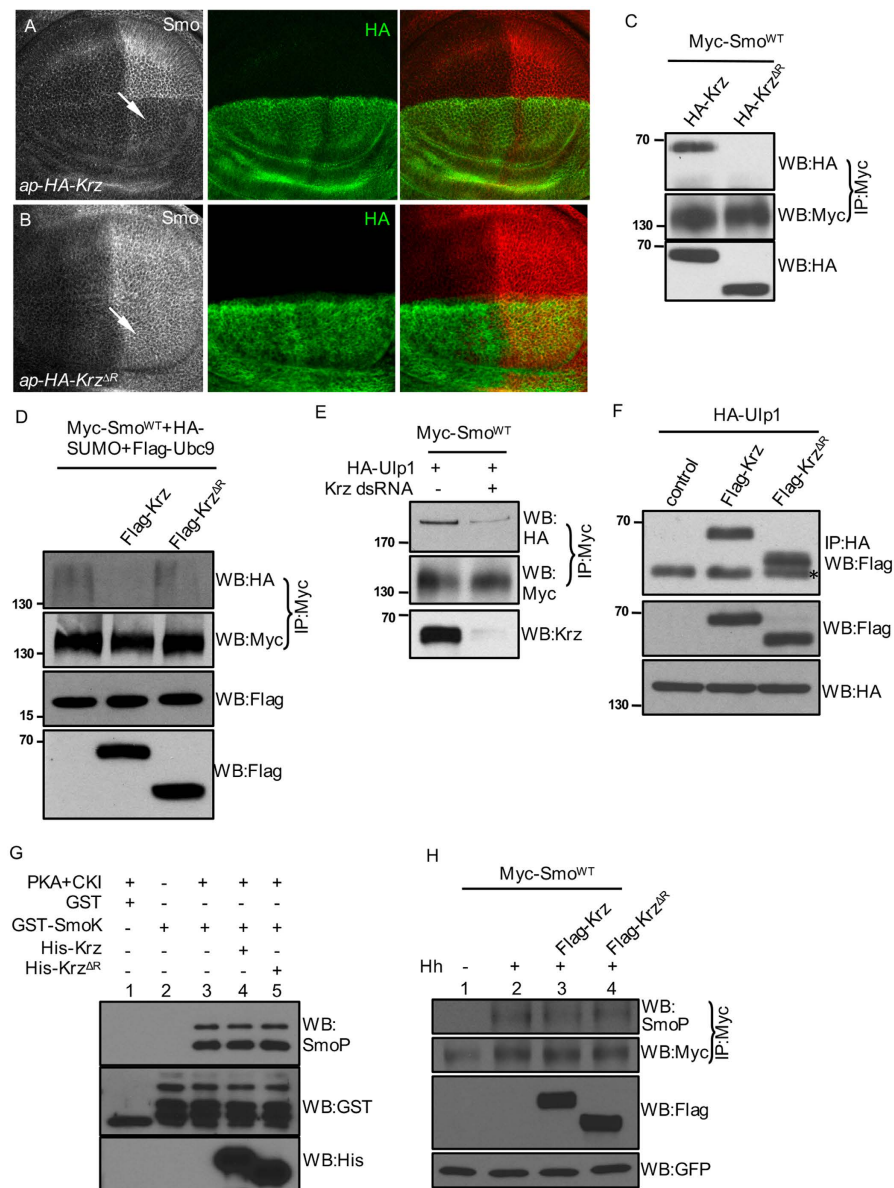 A
Smo
HA
ap-HA-Krz
B
Smo
HA
ap-HA-KrzΔR
C
Myc-SmoWT
HA-Krz
HA-KrzΔR
70
WB:HA
130
WB:Myc
IP:Myc
70
WB:HA
D
Myc-SmoWT+HA-
SUMO+Flag-Ubc9
Flag-Krz
Flag-KrzΔR
130
WB:HA
130
WB:Myc
IP:Myc
15
WB:Flag
70
WB:Flag
E
Myc-SmoWT
HA-Ulp1 + +
Krz dsRNA - +
170
WB:
HA
130
WB:
Myc
IP:Myc
70
WB:Krz
F
HA-Ulp1
control
Flag-Krz
Flag-KrzΔR
70
IP:HA
WB:Flag
*
70
WB:Flag
130
WB:HA
G
PKA+CKI + - + + +
GST + - - - -
GST-SmoK - + + + +
His-Krz - - - + -
His-KrzΔR - - - - +
1 2 3 4 5
WB:
SmoP
WB:GST
WB:His
H
Myc-SmoWT
Flag-Krz
Flag-KrzΔR
Hh - + + +
1 2 3 4
WB:
SmoP
WB:Myc
IP:Myc
WB:Flag
WB:GFP